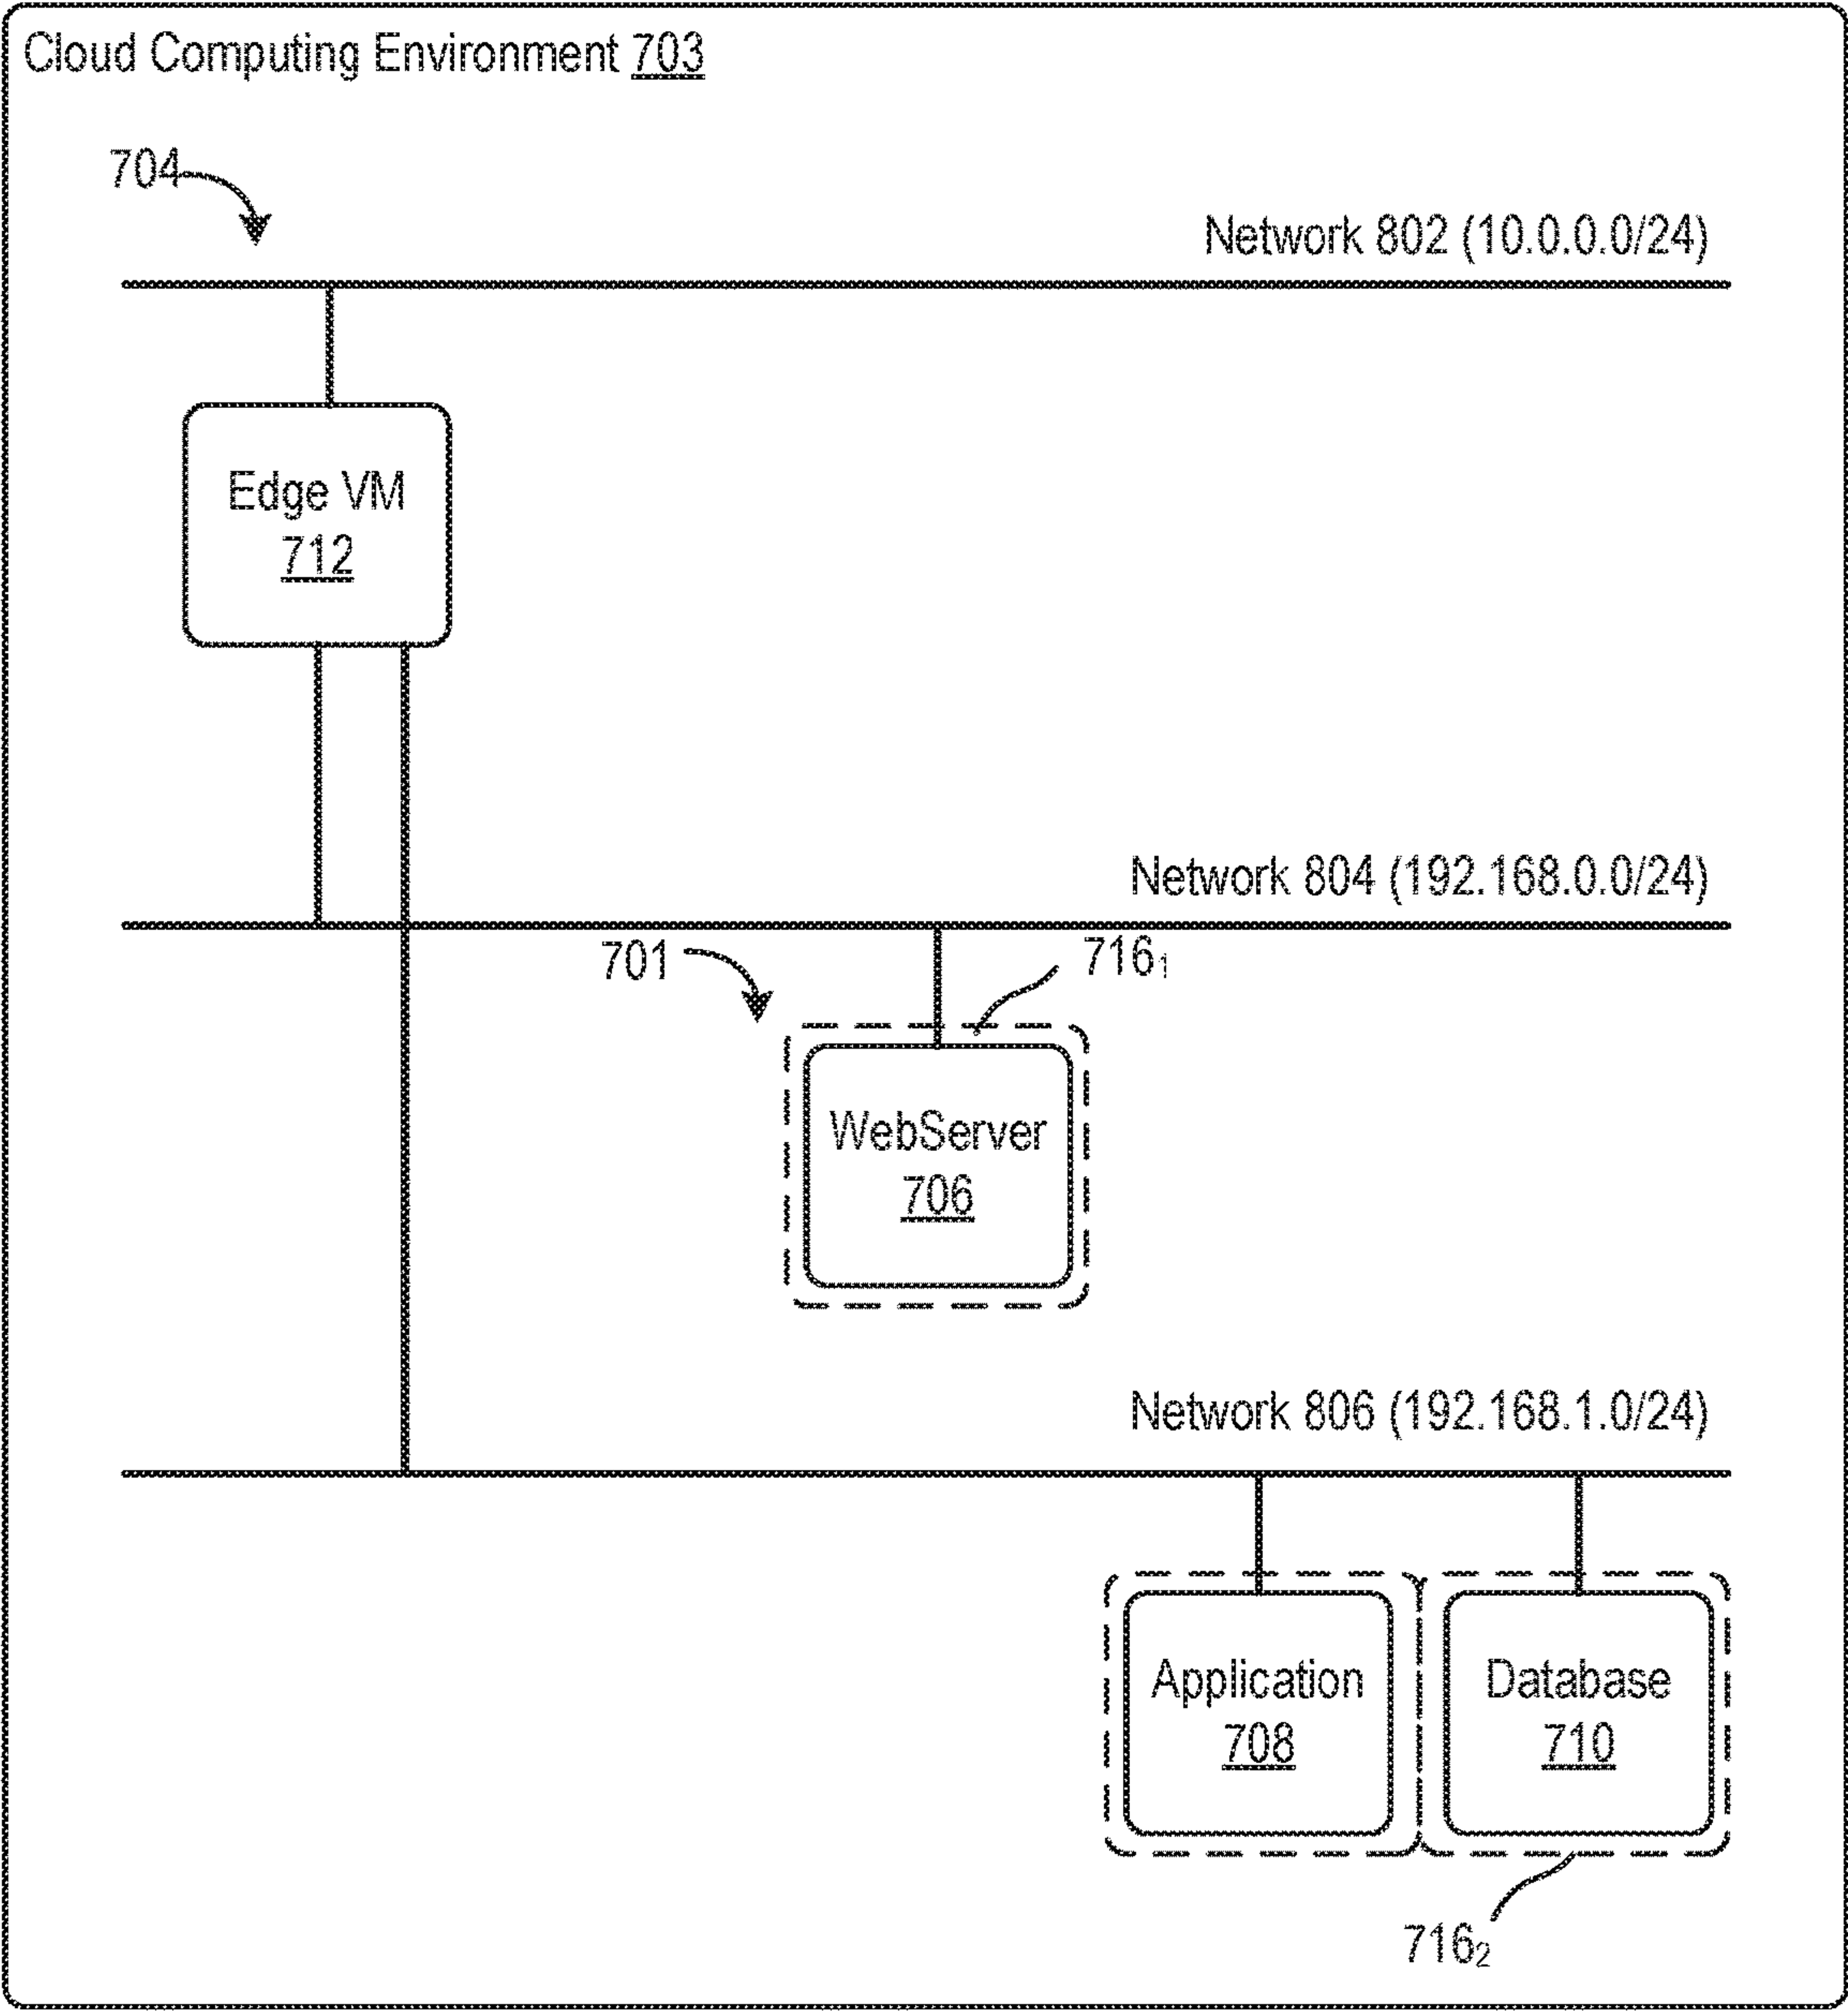 Cloud Computing Environment 703
704
Network 802 (10.0.0.0/24)
Edge VM
712
Network 804 (192.168.0.0/24)
701
716₁
WebServer
706
Network 806 (192.168.1.0/24)
Application
708
Database
710
716₂